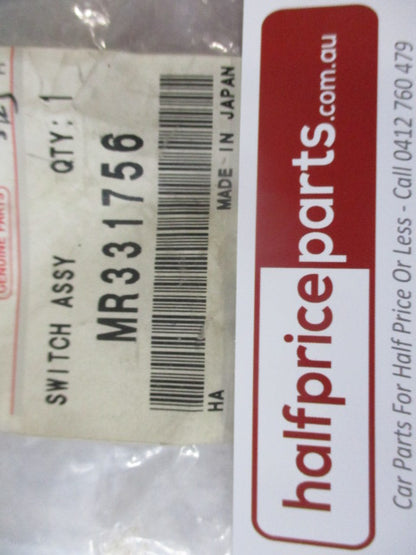 GENUINE PARTS
SWITCH ASSY QTY: 1
MR331756
HA MADE IN JAPAN
halfpriceparts.com.au
Car Parts For Half Price Or Less - Call 0412 760 479